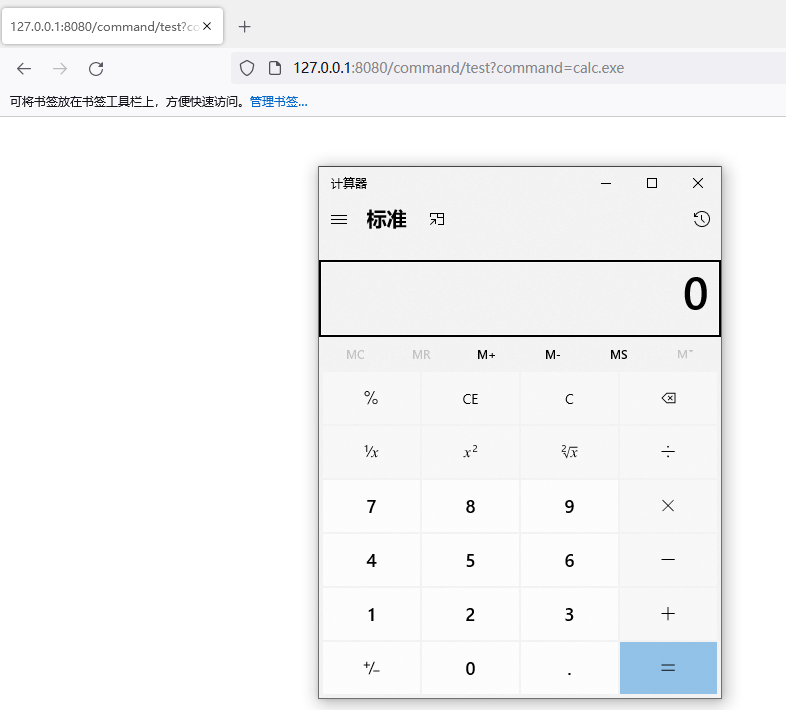 127.0.0.1:8080/command/test?co
127.0.0.1:8080/command/test?command=calc.exe
可将书签放在书签工具栏上，方便快速访问。管理书签...
计算器
标准
0
MC MR M+ M- MS M˅
% CE C
¹/x x² ²√x ÷
7 8 9 ×
4 5 6 −
1 2 3 +
+/− 0 . =